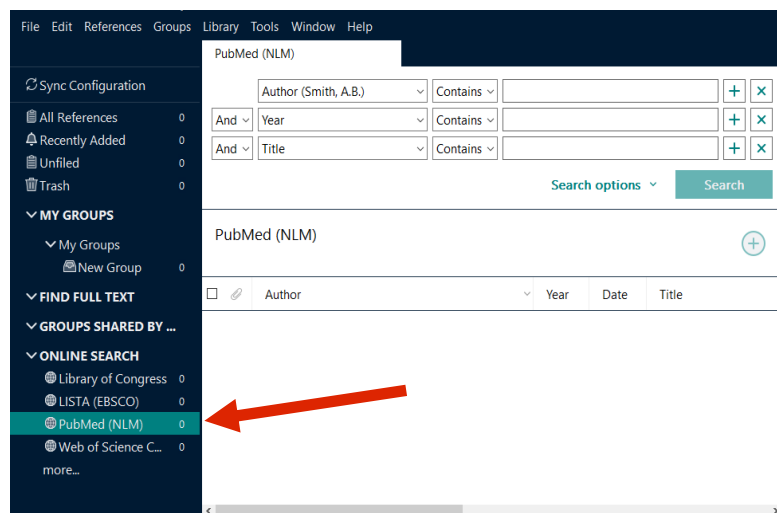 File Edit References Groups Library Tools Window Help
PubMed (NLM)
Sync Configuration
All References 0
Recently Added 0
Unfiled 0
Trash 0
MY GROUPS
My Groups
New Group 0
FIND FULL TEXT
GROUPS SHARED BY ...
ONLINE SEARCH
Library of Congress 0
LISTA (EBSCO) 0
PubMed (NLM) 0
Web of Science C... 0
more...
Author (Smith, A.B.) Contains
And Year Contains
And Title Contains
Search options Search
PubMed (NLM)
Author Year Date Title